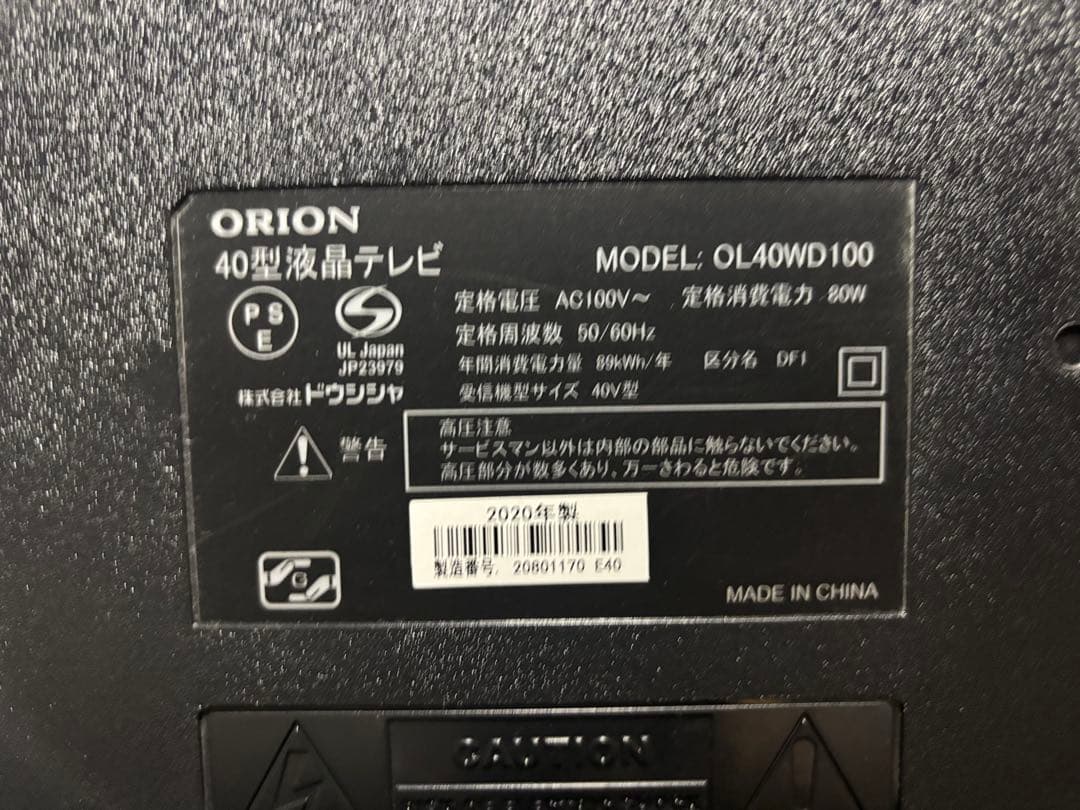 ORION
40型液晶テレビ
MODEL: OL40WD100
PS
E
UL Japan
JP23979
株式会社ドウシシャ
定格電圧 AC100V～ 定格消費電力 80W
定格周波数 50/60Hz
年間消費電力量 89kWh/年 区分名 DF1
受信機型サイズ 40V型
警告
高圧注意
サービスマン以外は内部の部品に触らないでください。
高圧部分が数多くあり、万一さわると危険です。
2020年製
製造番号. 20801170 E40
G
MADE IN CHINA
CAUTION